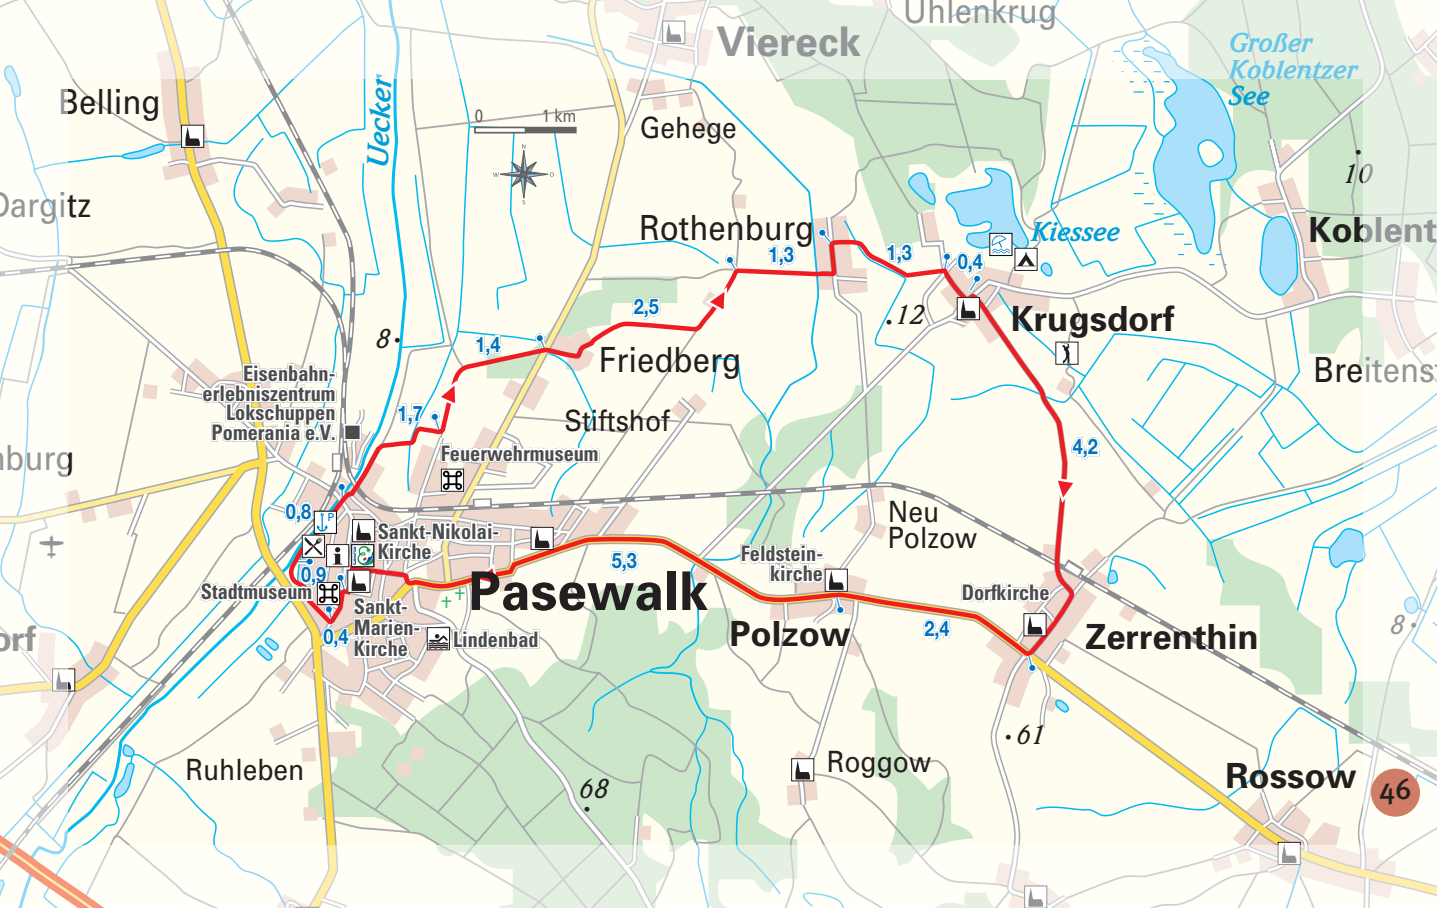 Uhlenkrug
Viereck
Großer
Koblentzer
See
Belling
Uecker
0
1 km
Gehege
N
W
O
S
10
Dargitz
Rothenburg
1,3
1,3
0,4
Kiessee
Koblent
2,5
12
Krugsdorf
8
1,4
Friedberg
Breitens
Eisenbahn-
erlebniszentrum
Lokschuppen
Pomerania e.V.
1,7
Stiftshof
4,2
nburg
Feuerwehrmuseum
0,8
P
Sankt-Nikolai-
Kirche
i
Neu
Polzow
5,3
Feldstein-
kirche
0,9
Stadtmuseum
Pasewalk
Dorfkirche
Sankt-
Marien-
Kirche
0,4
Lindenbad
Polzow
2,4
Zerrenthin
8
orf
61
Ruhleben
68
Roggow
Rossow
46